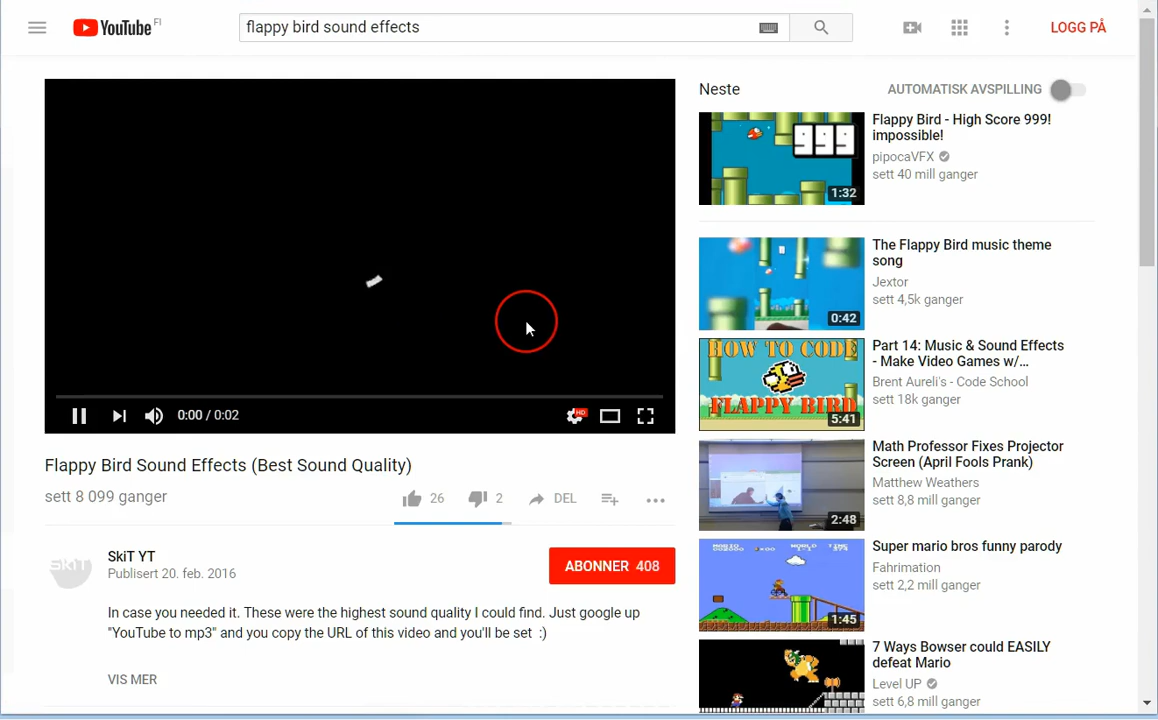 YouTube FI
flappy bird sound effects
LOGG PÅ
0:00 / 0:02
HD
Flappy Bird Sound Effects (Best Sound Quality)
sett 8 099 ganger
26
2
DEL
SkiT YT
Publisert 20. feb. 2016
ABONNER 408
In case you needed it. These were the highest sound quality I could find. Just google up
"YouTube to mp3" and you copy the URL of this video and you'll be set :)
VIS MER
Neste
AUTOMATISK AVSPILLING
999
1:32
Flappy Bird - High Score 999!
impossible!
pipocaVFX
sett 40 mill ganger
0:42
The Flappy Bird music theme
song
Jextor
sett 4,5k ganger
HOW TO CODE
FLAPPY BIRD
5:41
Part 14: Music & Sound Effects
- Make Video Games w/...
Brent Aureli's - Code School
sett 18k ganger
2:48
Math Professor Fixes Projector
Screen (April Fools Prank)
Matthew Weathers
sett 8,8 mill ganger
1:45
Super mario bros funny parody
Fahrimation
sett 2,2 mill ganger
7 Ways Bowser could EASILY
defeat Mario
Level UP
sett 6,8 mill ganger